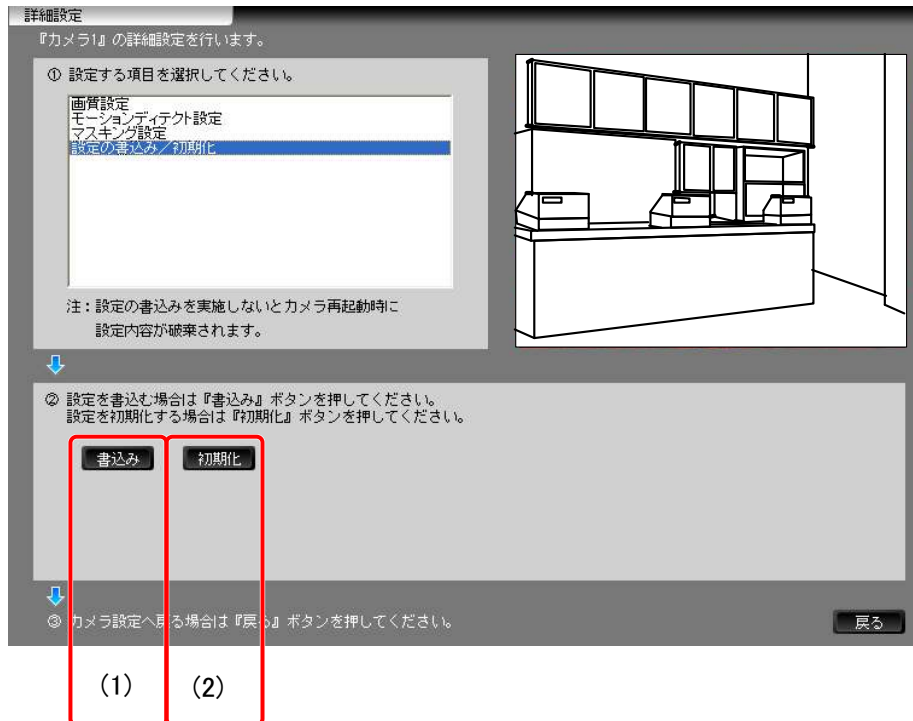 詳細設定
『カメラ1』の詳細設定を行います。
① 設定する項目を選択してください。
画質設定
モーションディテクト設定
マスキング設定
設定の書込み／初期化
注：設定の書込みを実施しないとカメラ再起動時に
設定内容が破棄されます。
② 設定を書込む場合は『書込み』ボタンを押してください。
設定を初期化する場合は『初期化』ボタンを押してください。
書込み 初期化
③ カメラ設定へ戻る場合は『戻る』ボタンを押してください。
戻る
(1) (2)